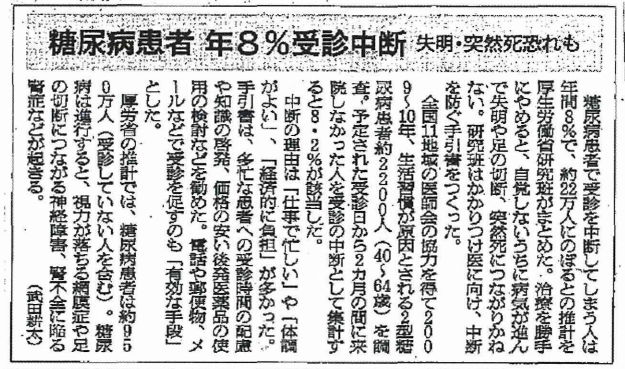 糖尿病患者 年８％受診中断 失明・突然死恐れも
糖尿病患者で受診を中断してしまう人は
年間８％で、約22万人にのぼるとの推計を
厚生労働省研究班がまとめた。治療を勝手
にやめると、自覚しないうちに病気が進ん
で失明や足の切断、突然死につながりかね
ない。研究班はかかりつけ医に向け、中断
を防ぐ手引書をつくった。
全国11地域の医師会の協力を得て200
9～10年、生活習慣が原因とされる2型糖
尿病患者約2200人（40～64歳）を調
査。予定された受診日から2カ月の間に来
院しなかった人を受診の中断として集計す
ると8・2％が該当した。
中断の理由は「仕事で忙しい」や「体調
がよい」、「経済的に負担」が多かった。
手引書は、多忙な患者への受診時間の配慮
や知識の啓発、価格の安い後発医薬品の使
用の検討などを勧めた。電話や郵便物、メ
ールなどで受診を促すのも「有効な手段」
とした。
厚労省の推計では、糖尿病患者は約95
0万人（受診していない人を含む）。糖尿
病は進行すると、視力が落ちる網膜症や足
の切断につながる神経障害、腎不全に陥る
腎症などが起きる。
（武田耕太）